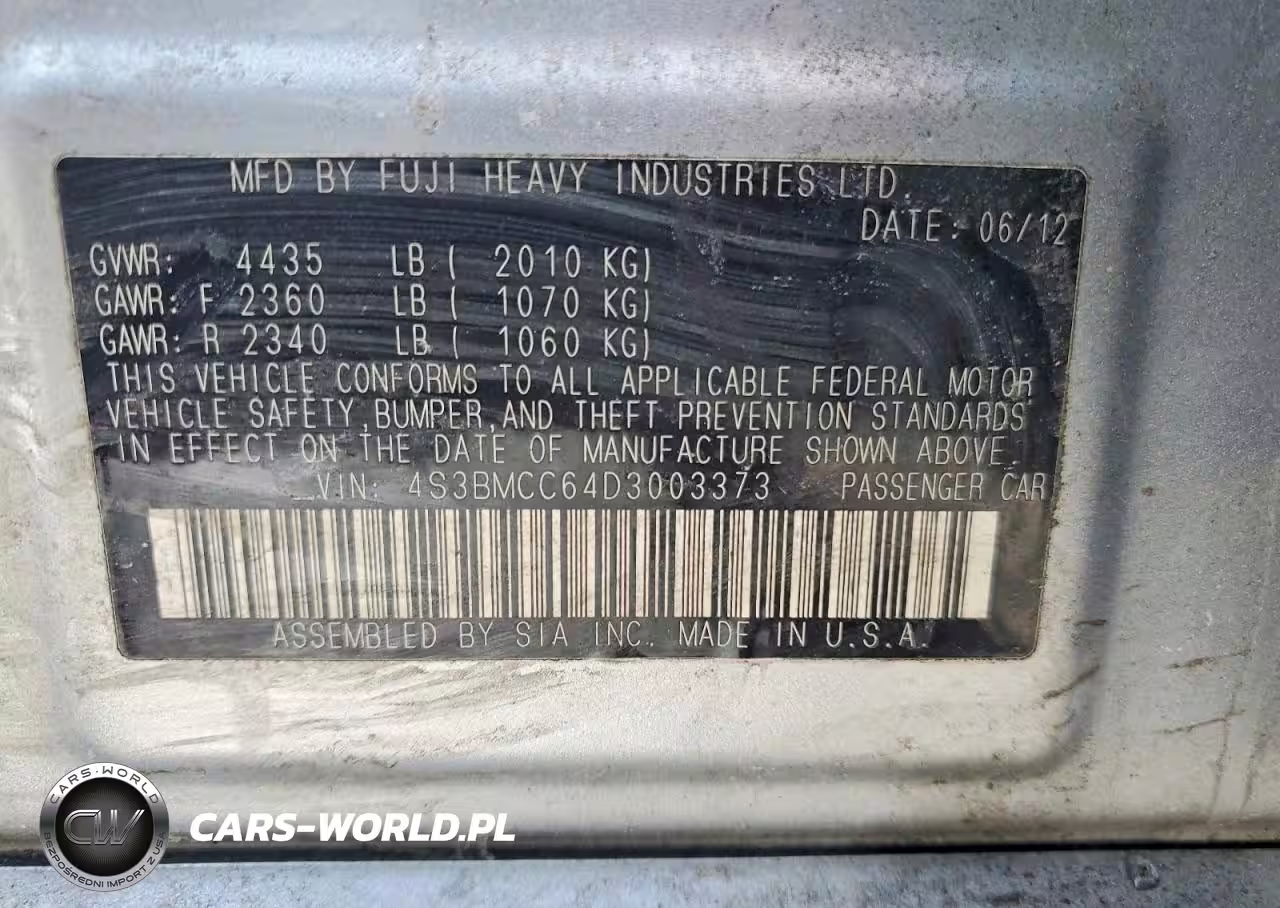 MFD BY FUJI HEAVY INDUSTRIES LTD.
DATE: 06/12
GVWR: 4435 LB ( 2010 KG)
GAWR: F 2360 LB ( 1070 KG)
GAWR: R 2340 LB ( 1060 KG)
THIS VEHICLE CONFORMS TO ALL APPLICABLE FEDERAL MOTOR
VEHICLE SAFETY,BUMPER,AND THEFT PREVENTION STANDARDS
IN EFFECT ON THE DATE OF MANUFACTURE SHOWN ABOVE.
VIN: 4S3BMCC64D3003373 PASSENGER CAR
ASSEMBLED BY SIA INC. MADE IN U.S.A.
CARS-WORLD
CW
BEZPOŚREDNI IMPORT Z USA
CARS-WORLD.PL